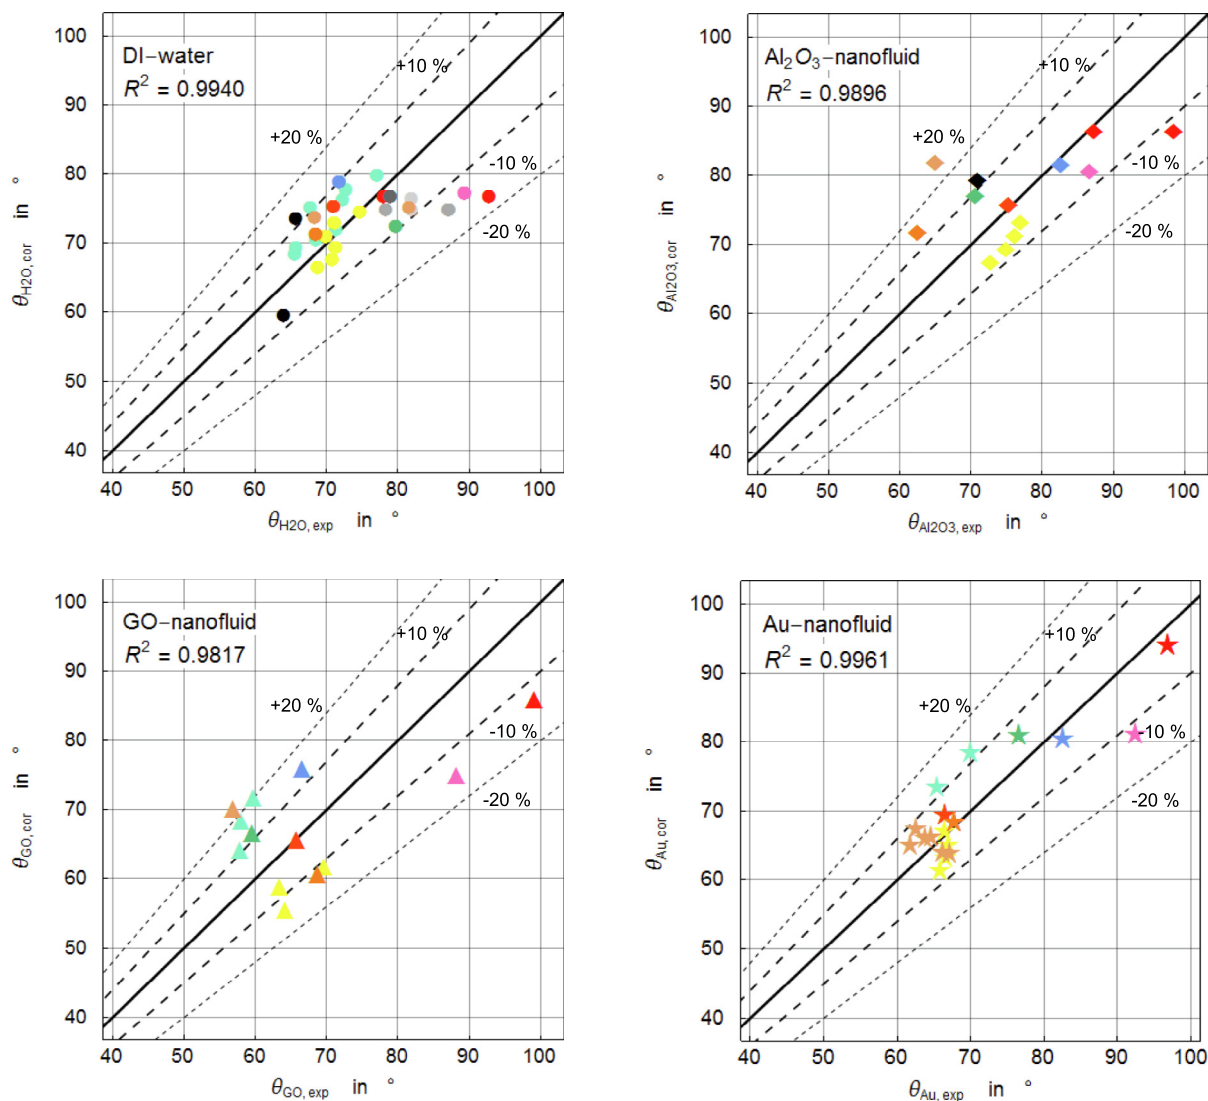 DI−water
R² = 0.9940
+10 %
+20 %
-10 %
-20 %
100
90
80
70
60
50
40
θH2O, cor in °
40 50 60 70 80 90 100
θH2O, exp in °
Al₂O₃−nanofluid
R² = 0.9896
+10 %
+20 %
-10 %
-20 %
100
90
80
70
60
50
40
θAl2O3, cor in °
40 50 60 70 80 90 100
θAl2O3, exp in °
GO−nanofluid
R² = 0.9817
+10 %
+20 %
-10 %
-20 %
100
90
80
70
60
50
40
θGO, cor in °
40 50 60 70 80 90 100
θGO, exp in °
Au−nanofluid
R² = 0.9961
+10 %
+20 %
-10 %
-20 %
100
90
80
70
60
50
40
θAu, cor in °
40 50 60 70 80 90 100
θAu, exp in °